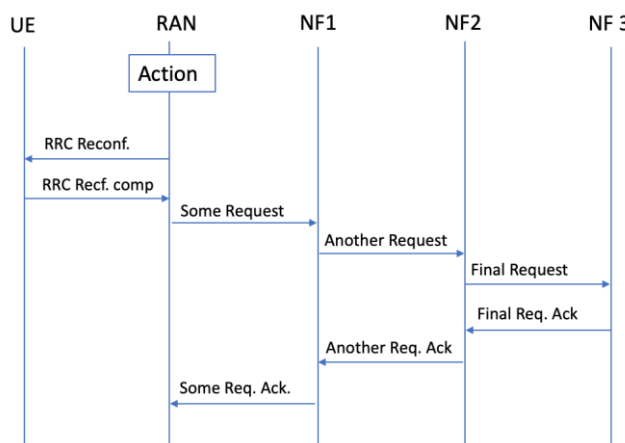 UE RAN NF1 NF2 NF 3
Action
RRC Reconf.
RRC Recf. comp
Some Request
Another Request
Final Request
Final Req. Ack
Another Req. Ack
Some Req. Ack.